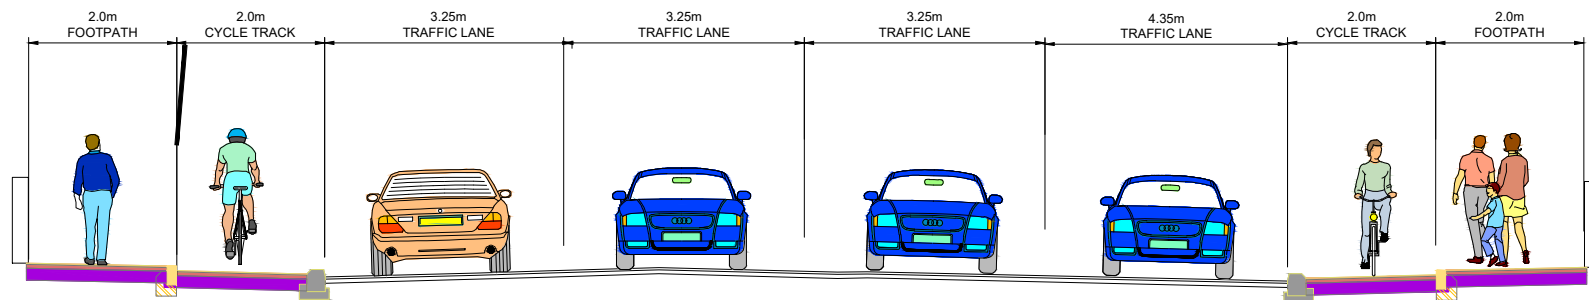 2.0m
FOOTPATH
2.0m
CYCLE TRACK
3.25m
TRAFFIC LANE
3.25m
TRAFFIC LANE
3.25m
TRAFFIC LANE
4.35m
TRAFFIC LANE
2.0m
CYCLE TRACK
2.0m
FOOTPATH